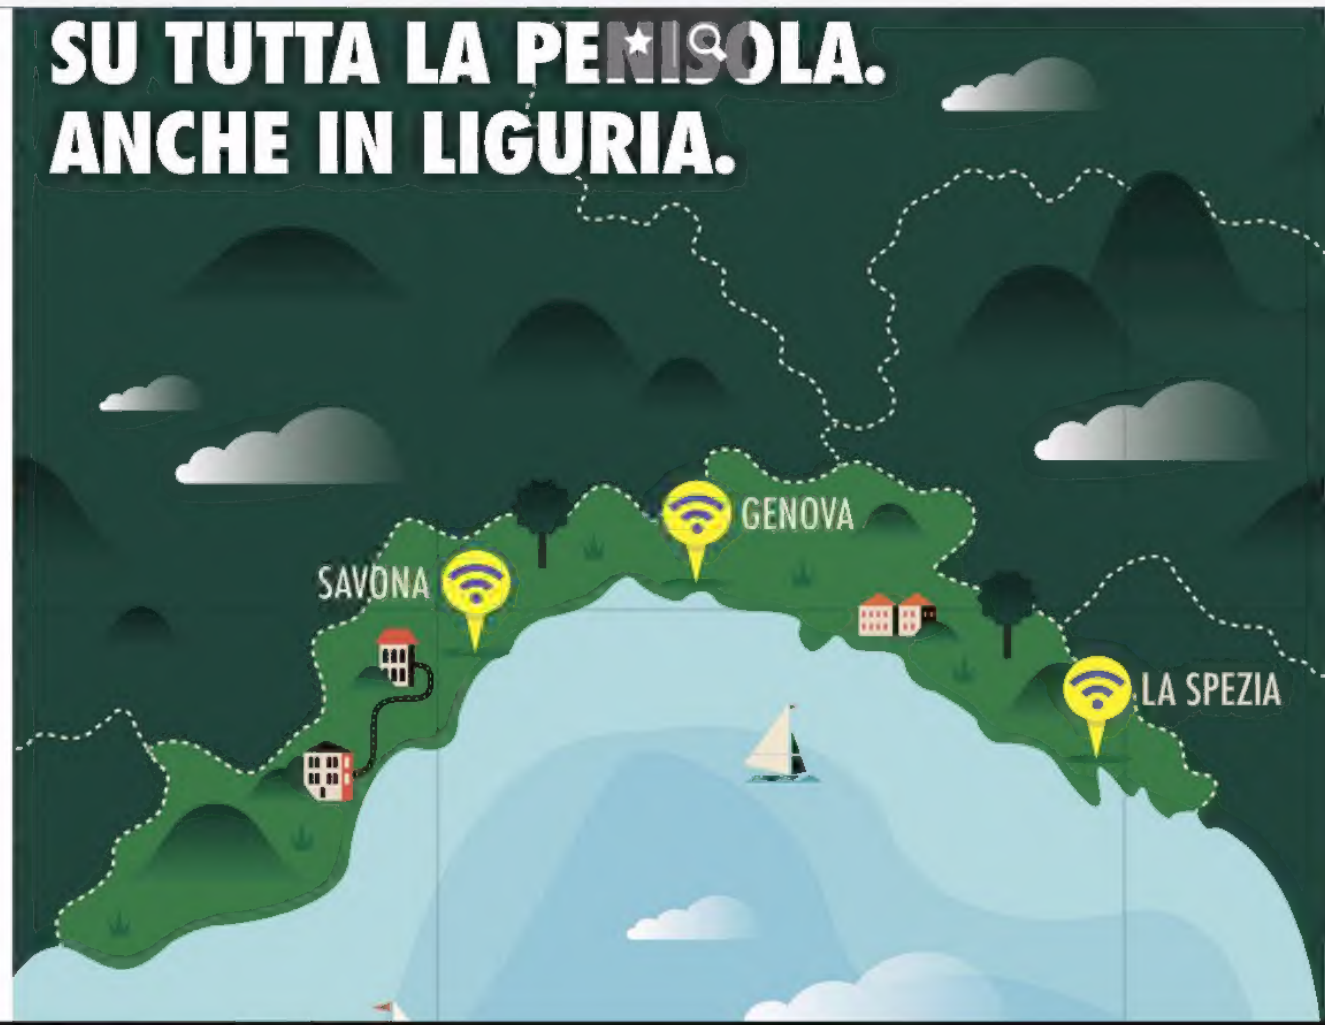 SU TUTTA LA PENISOLA.
ANCHE IN LIGURIA.
GENOVA
SAVONA
LA SPEZIA